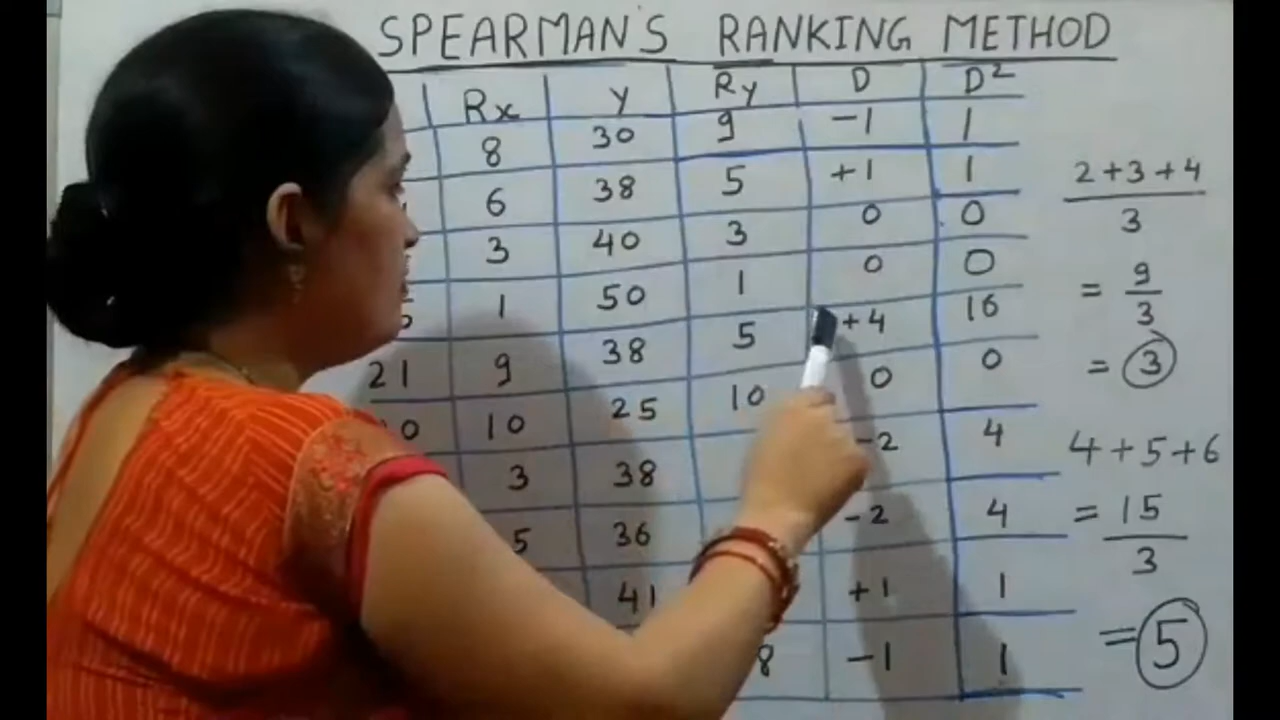 SPEARMAN'S RANKING METHOD
Rx Y Ry D D²
8 30 9 -1 1
6 38 5 +1 1
3 40 3 0 0
1 50 1 0 0
21 9 38 5 +4 16
10 25 10 0 0
3 38 -2 4
5 36 -2 4
41 +1 1
8 -1 1
2+3+4
3
= 9
3
= 3
4+5+6
= 15
3
= 5